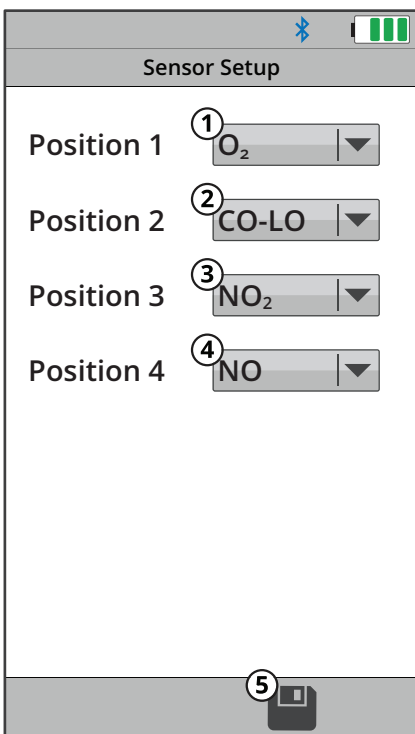 Sensor Setup
Position 1 ① O₂
Position 2 ② CO-LO
Position 3 ③ NO₂
Position 4 ④ NO
⑤